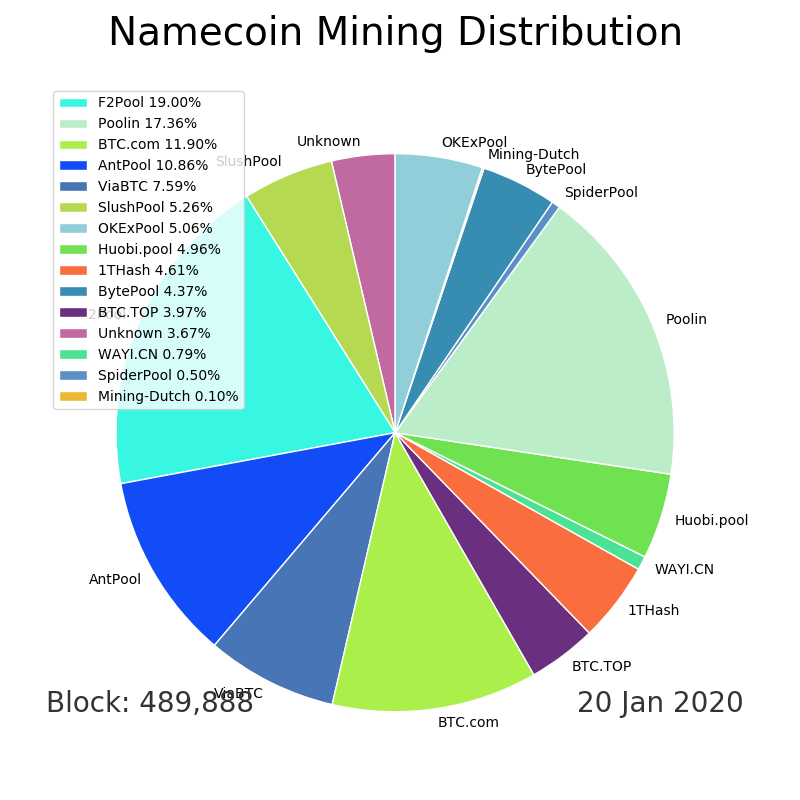 Namecoin Mining Distribution
F2Pool 19.00%
Poolin 17.36%
BTC.com 11.90%
AntPool 10.86%
ViaBTC 7.59%
SlushPool 5.26%
OKExPool 5.06%
Huobi.pool 4.96%
1THash 4.61%
BytePool 4.37%
BTC.TOP 3.97%
Unknown 3.67%
WAYI.CN 0.79%
SpiderPool 0.50%
Mining-Dutch 0.10%
Unknown
OKExPool
Mining-Dutch
SlushPool
BytePool
SpiderPool
F2Pool
Poolin
Huobi.pool
WAYI.CN
AntPool
1THash
BTC.TOP
ViaBTC
Block: 489,888
20 Jan 2020
BTC.com